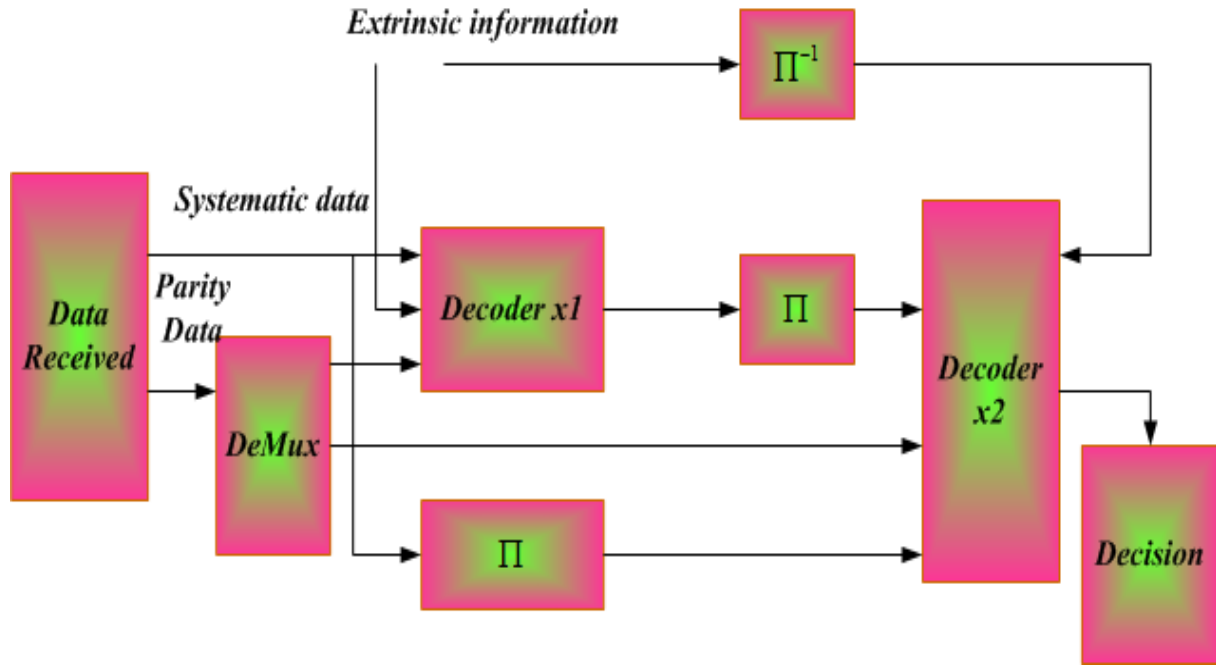 Extrinsic information
∏⁻¹
Systematic data
Parity
Data
Data
Received
Decoder x1
∏
Decoder
x2
DeMux
∏
Decision